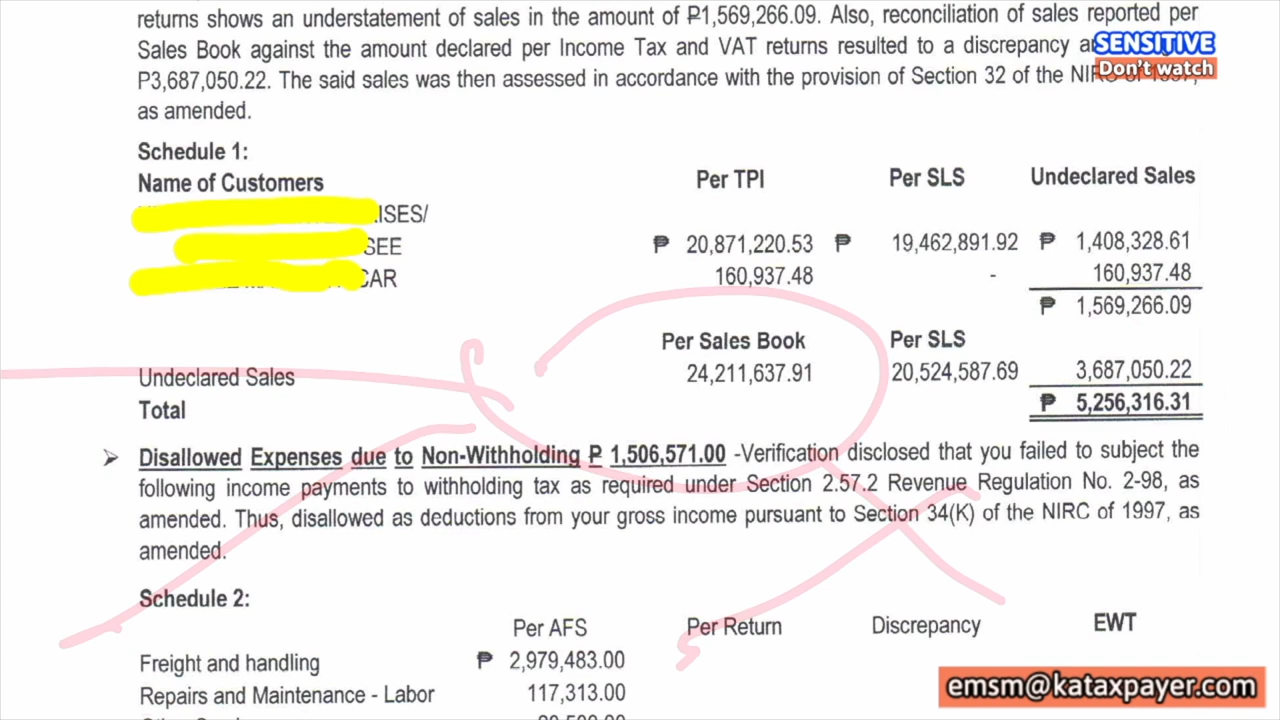 returns shows an understatement of sales in the amount of ₱1,569,266.09. Also, reconciliation of sales reported per
Sales Book against the amount declared per Income Tax and VAT returns resulted to a discrepancy
SENSITIVE
Don't watch
P3,687,050.22. The said sales was then assessed in accordance with the provision of Section 32 of the NIRC of 1997,
as amended.
Schedule 1:
Name of Customers Per TPI Per SLS Undeclared Sales
ISES/
SEE ₱ 20,871,220.53 ₱ 19,462,891.92 ₱ 1,408,328.61
CAR 160,937.48 - 160,937.48
₱ 1,569,266.09
Per Sales Book Per SLS
Undeclared Sales 24,211,637.91 20,524,587.69 3,687,050.22
Total ₱ 5,256,316.31
➢ Disallowed Expenses due to Non-Withholding ₱ 1,506,571.00 -Verification disclosed that you failed to subject the
following income payments to withholding tax as required under Section 2.57.2 Revenue Regulation No. 2-98, as
amended. Thus, disallowed as deductions from your gross income pursuant to Section 34(K) of the NIRC of 1997, as
amended.
Schedule 2:
Per AFS Per Return Discrepancy EWT
Freight and handling ₱ 2,979,483.00
Repairs and Maintenance - Labor 117,313.00
emsm@kataxpayer.com